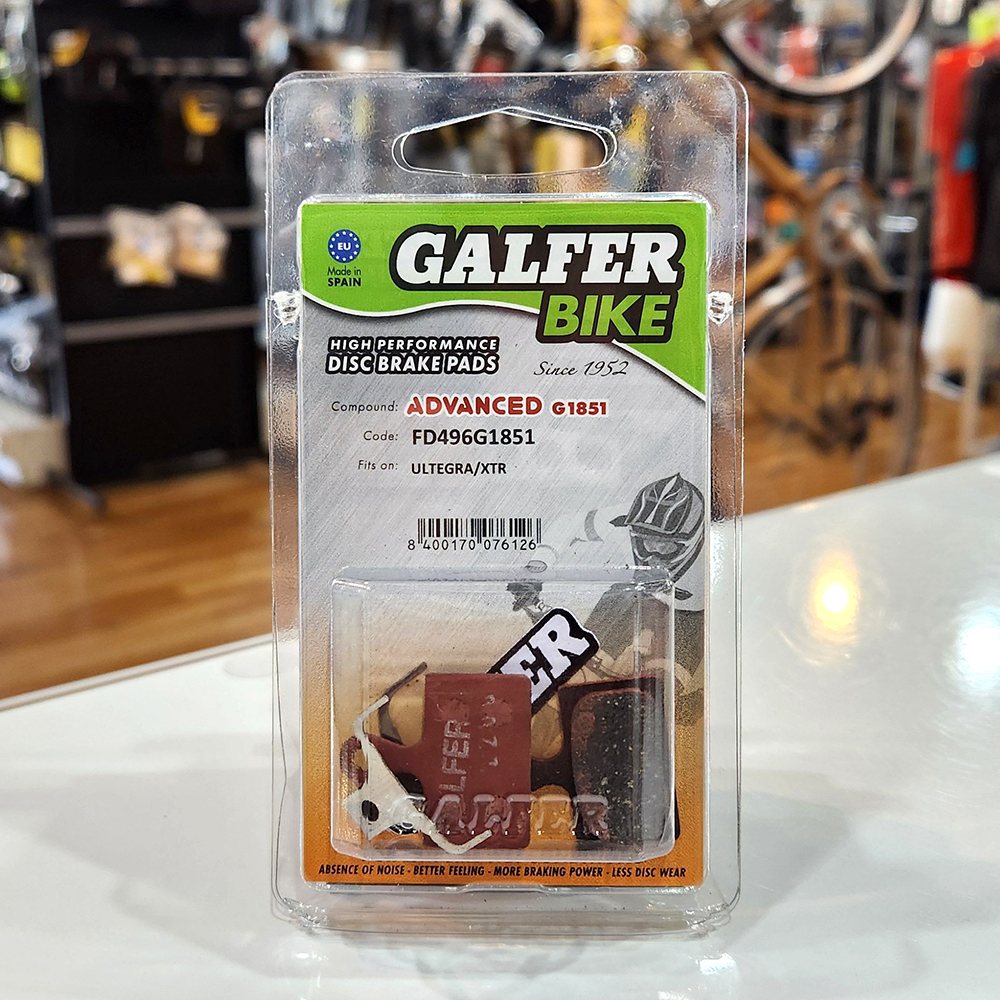 EU
Made in
SPAIN
GALFER
BIKE
HIGH PERFORMANCE
DISC BRAKE PADS
Since 1952
Compound: ADVANCED G1851
Code: FD496G1851
Fits on: ULTEGRA/XTR
8 400170 076126
ER
LFER
GALFER
ABSENCE OF NOISE - BETTER FEELING - MORE BRAKING POWER - LESS DISC WEAR